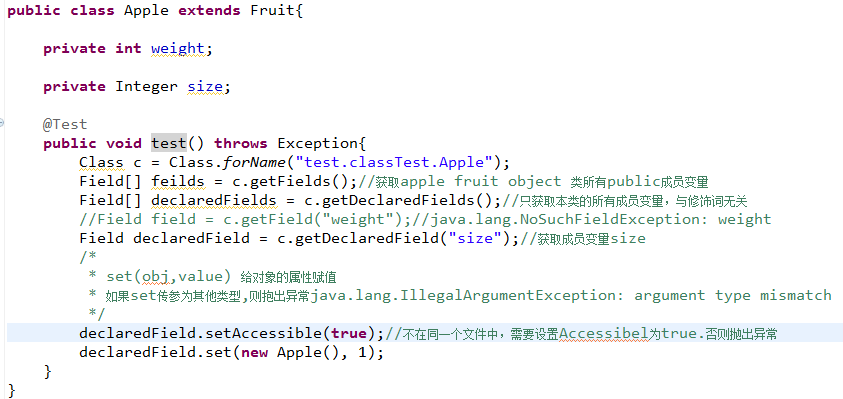 public class Apple extends Fruit{
private int weight;
private Integer size;
@Test
public void test() throws Exception{
Class c = Class.forName("test.classTest.Apple");
Field[] feilds = c.getFields();//获取apple fruit object 类所有public成员变量
Field[] declaredFields = c.getDeclaredFields();//只获取本类的所有成员变量，与修饰词无关
//Field field = c.getField("weight");//java.lang.NoSuchFieldException: weight
Field declaredField = c.getDeclaredField("size");//获取成员变量size
/*
* set(obj,value) 给对象的属性赋值
* 如果set传参为其他类型,则抱出异常java.lang.IllegalArgumentException: argument type mismatch
*/
declaredField.setAccessible(true);//不在同一个文件中，需要设置Accessibel为true.否则抛出异常
declaredField.set(new Apple(), 1);
}
}